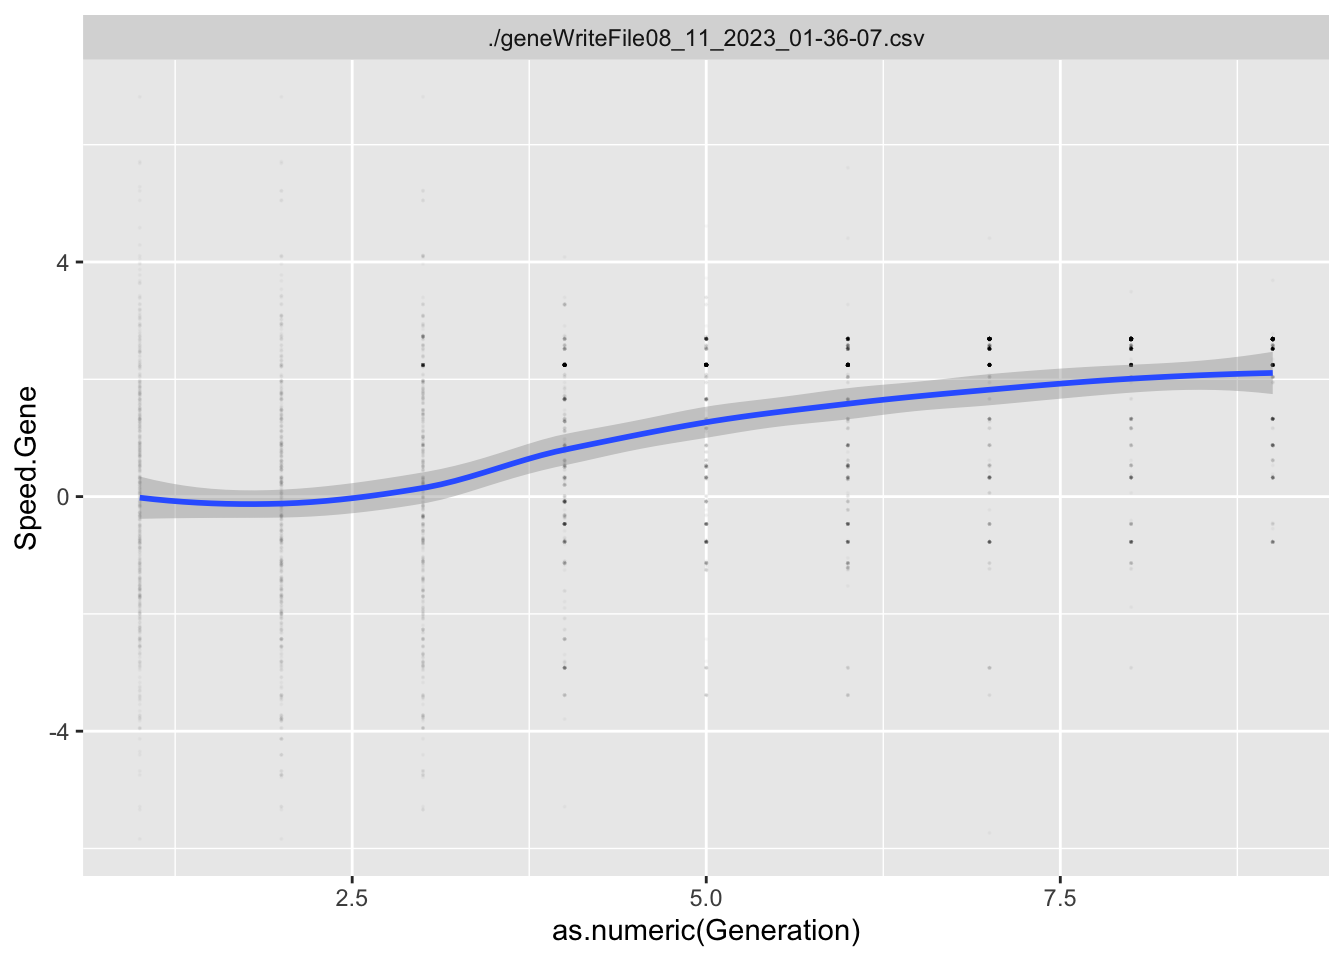 ./geneWriteFile08_11_2023_01-36-07.csv
Speed.Gene
4
0
-4
2.5 5.0 7.5
as.numeric(Generation)